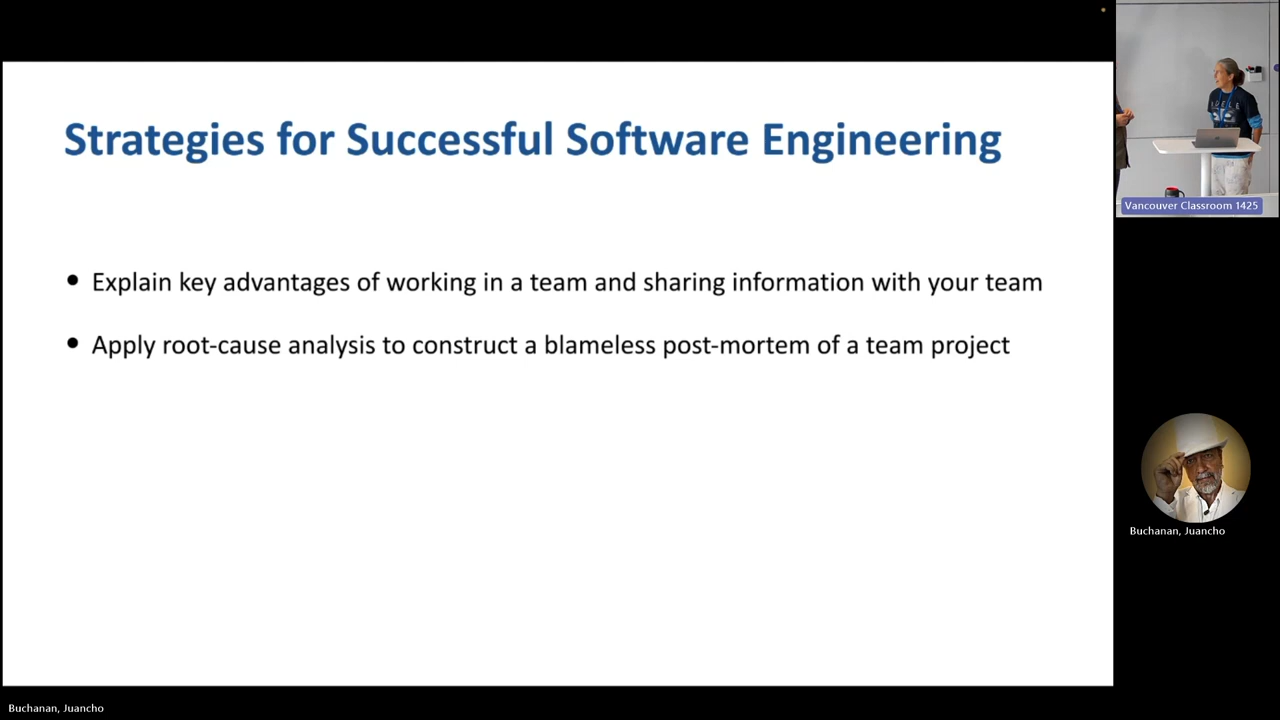 Strategies for Successful Software Engineering
• Explain key advantages of working in a team and sharing information with your team
• Apply root-cause analysis to construct a blameless post-mortem of a team project
Vancouver Classroom 1425
Buchanan, Juancho
Buchanan, Juancho